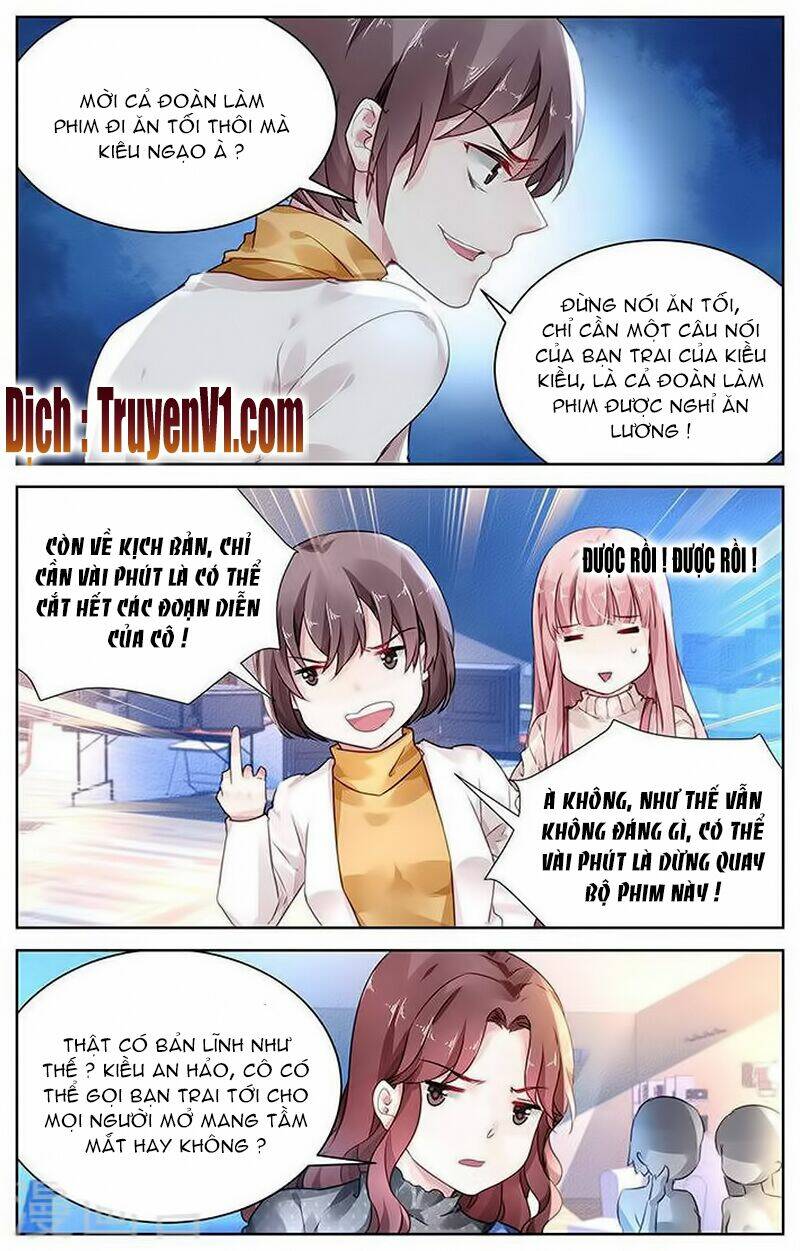 MỜI CẢ ĐOÀN LÀM
PHIM ĐI ĂN TỐI THÔI MÀ
KIÊU NGẠO À ?
ĐỪNG NÓI ĂN TỐI,
CHỈ CẦN MỘT CÂU NÓI
CỦA BẠN TRAI CỦA KIỀU
KIỀU, LÀ CẢ ĐOÀN LÀM
PHIM ĐƯỢC NGHỈ ĂN
LƯƠNG !
Dịch : TruyenV1.com
CÒN VỀ KỊCH BẢN, CHỈ
CẦN VÀI PHÚT LÀ CÓ THỂ
CẮT HẾT CÁC ĐOẠN DIỄN
CỦA CÔ !
ĐƯỢC RỒI ! ĐƯỢC RỒI !
À KHÔNG, NHƯ THẾ VẪN
KHÔNG ĐÁNG GÌ, CÓ THỂ
VÀI PHÚT LÀ DỪNG QUAY
BỘ PHIM NÀY !
THẬT CÓ BẢN LĨNH NHƯ
THẾ ? KIỀU AN HẢO, CÔ CÓ
THỂ GỌI BẠN TRAI TỚI CHO
MỌI NGƯỜI MỞ MANG TẦM
MẮT HAY KHÔNG ?